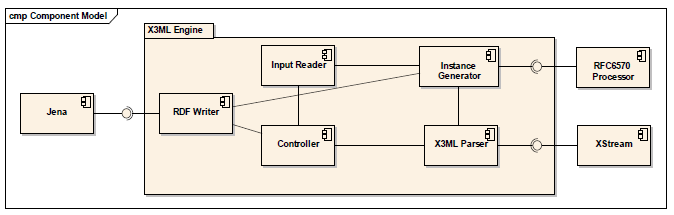 cmp Component Model
X3ML Engine
Input Reader
Instance
Generator
RFC6570
Processor
Jena
RDF Writer
Controller
X3ML Parser
XStream